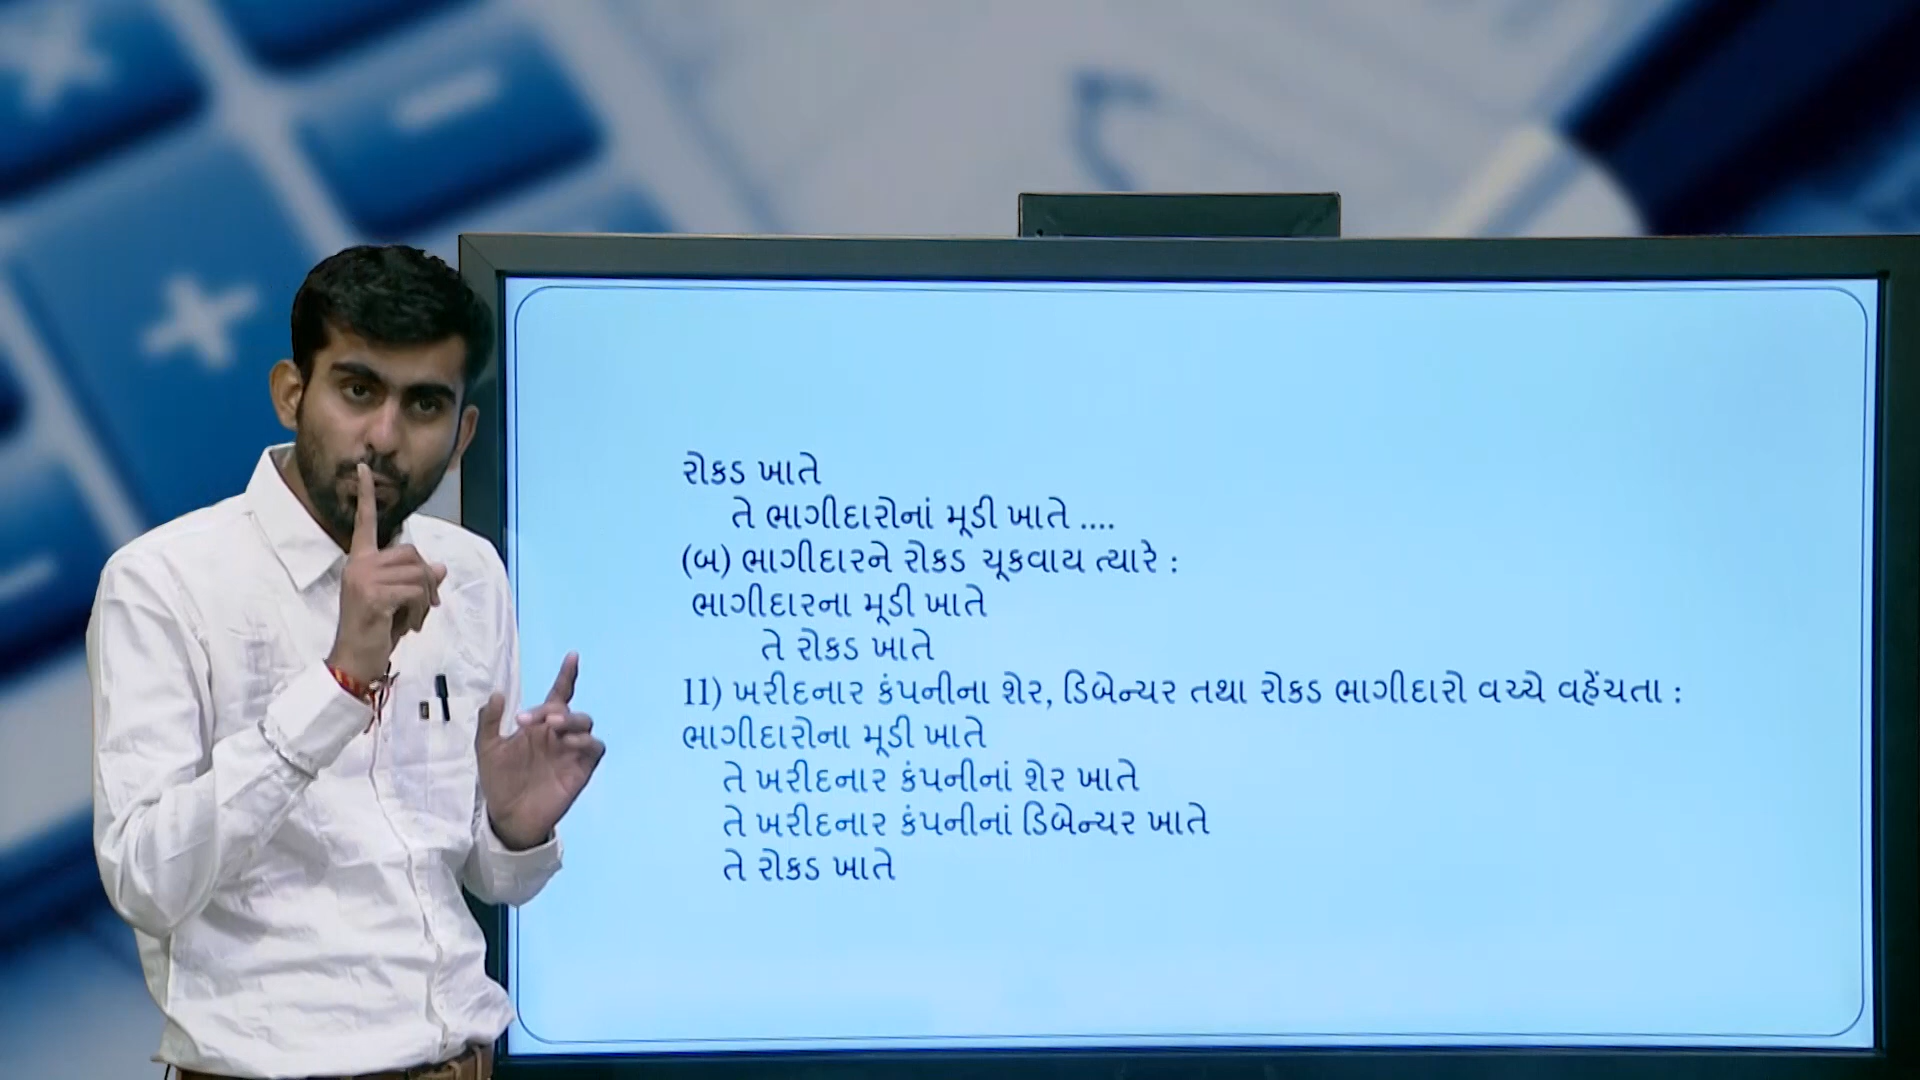 રોકડ ખાતે
તે ભાગીદારોનાં મૂડી ખાતે ....
(બ) ભાગીદારને રોકડ ચૂકવાય ત્યારે :
ભાગીદારના મૂડી ખાતે
તે રોકડ ખાતે
11) ખરીદનાર કંપનીના શેર, ડિબેન્ચર તથા રોકડ ભાગીદારો વચ્ચે વહેંચતા :
ભાગીદારોના મૂડી ખાતે
તે ખરીદનાર કંપનીનાં શેર ખાતે
તે ખરીદનાર કંપનીનાં ડિબેન્ચર ખાતે
તે રોકડ ખાતે